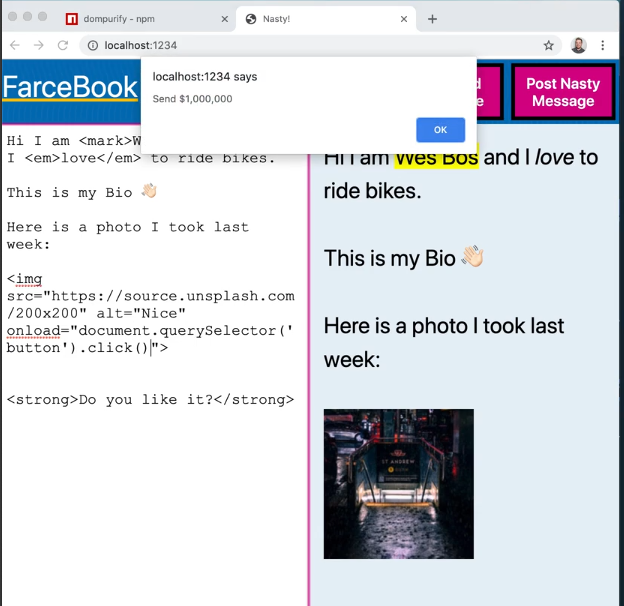 dompurify - npm
Nasty!
localhost:1234
localhost:1234 says
Send $1,000,000
OK
FarceBook
Post Nasty
Message
Hi I am <mark>W
I <em>love</em> to ride bikes.
This is my Bio 👋🏻
Here is a photo I took last
week:
<img
src="https://source.unsplash.com
/200x200" alt="Nice"
onload="document.querySelector('
button').click()">
<strong>Do you like it?</strong>
Hi I am Wes Bos and I love to
ride bikes.
This is my Bio 👋🏻
Here is a photo I took last
week:
ST ANDREW